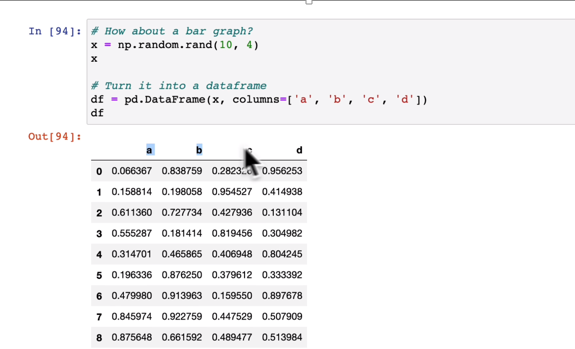 In [94]: # How about a bar graph?
x = np.random.rand(10, 4)
x
# Turn it into a dataframe
df = pd.DataFrame(x, columns=['a', 'b', 'c', 'd'])
df
Out[94]:
a b d
0 0.066367 0.838759 0.956253
1 0.158814 0.198058 0.954527 0.414938
2 0.611360 0.727734 0.427936 0.131104
3 0.555287 0.181414 0.819456 0.304982
4 0.314701 0.465865 0.406948 0.804245
5 0.196336 0.876250 0.379612 0.333392
6 0.479980 0.913963 0.159550 0.897678
7 0.845974 0.922759 0.447529 0.507909
8 0.875648 0.661592 0.489477 0.513984